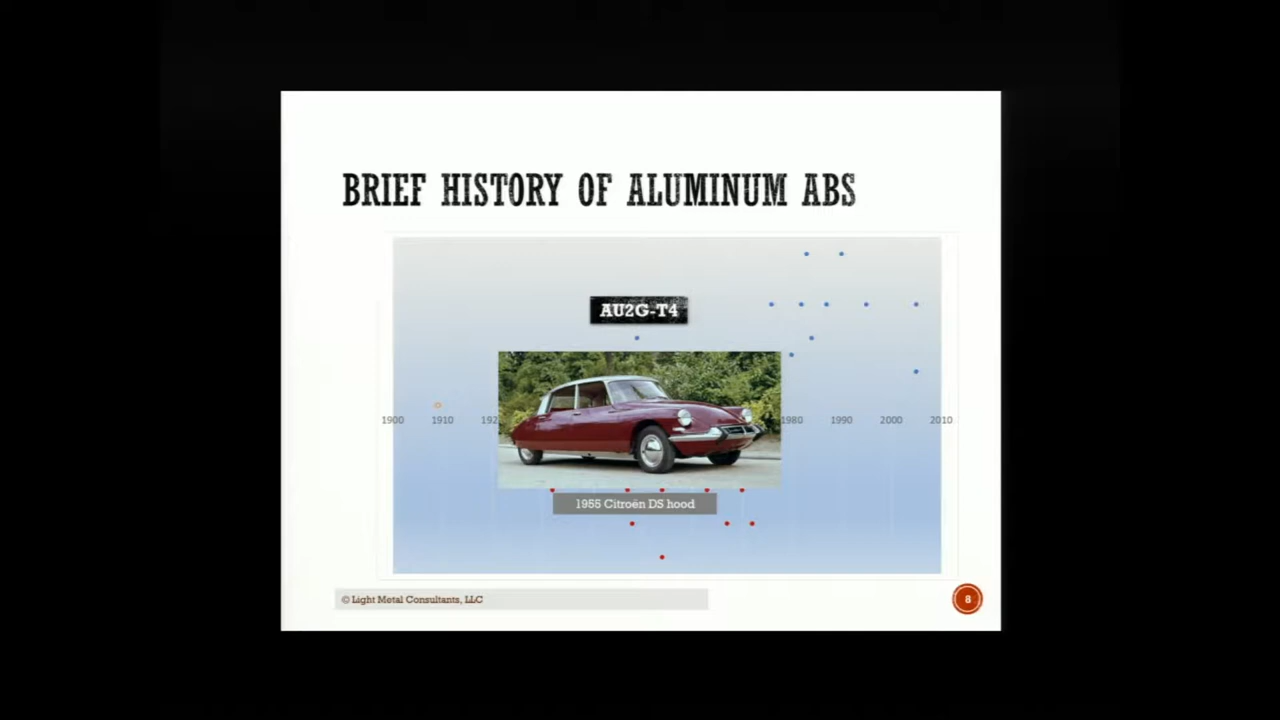 BRIEF HISTORY OF ALUMINUM ABS
AU2G-T4
1900 1910 192 1980 1990 2000 2010
1955 Citroën DS hood
© Light Metal Consultants, LLC
8